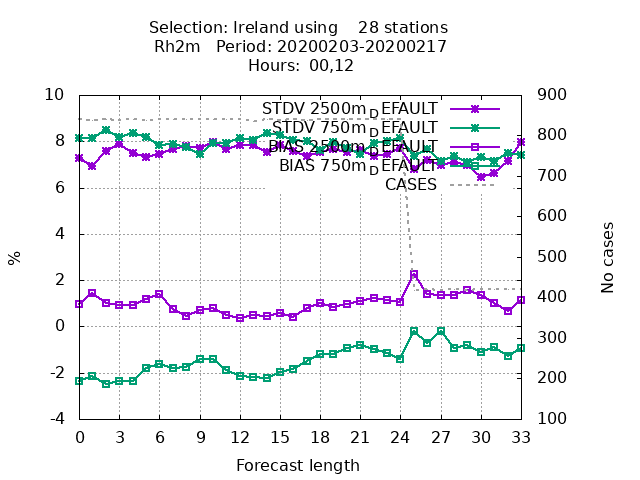 Selection: Ireland using    28 stations
Rh2m   Period: 20200203-20200217
Hours:  00,12
STDV 2500m_DEFAULT
STDV 750m_DEFAULT
BIAS 2500m_DEFAULT
BIAS 750m_DEFAULT
CASES
10
8
6
4
2
0
-2
-4
%
900
800
700
600
500
400
300
200
100
No cases
0 3 6 9 12 15 18 21 24 27 30 33
Forecast length